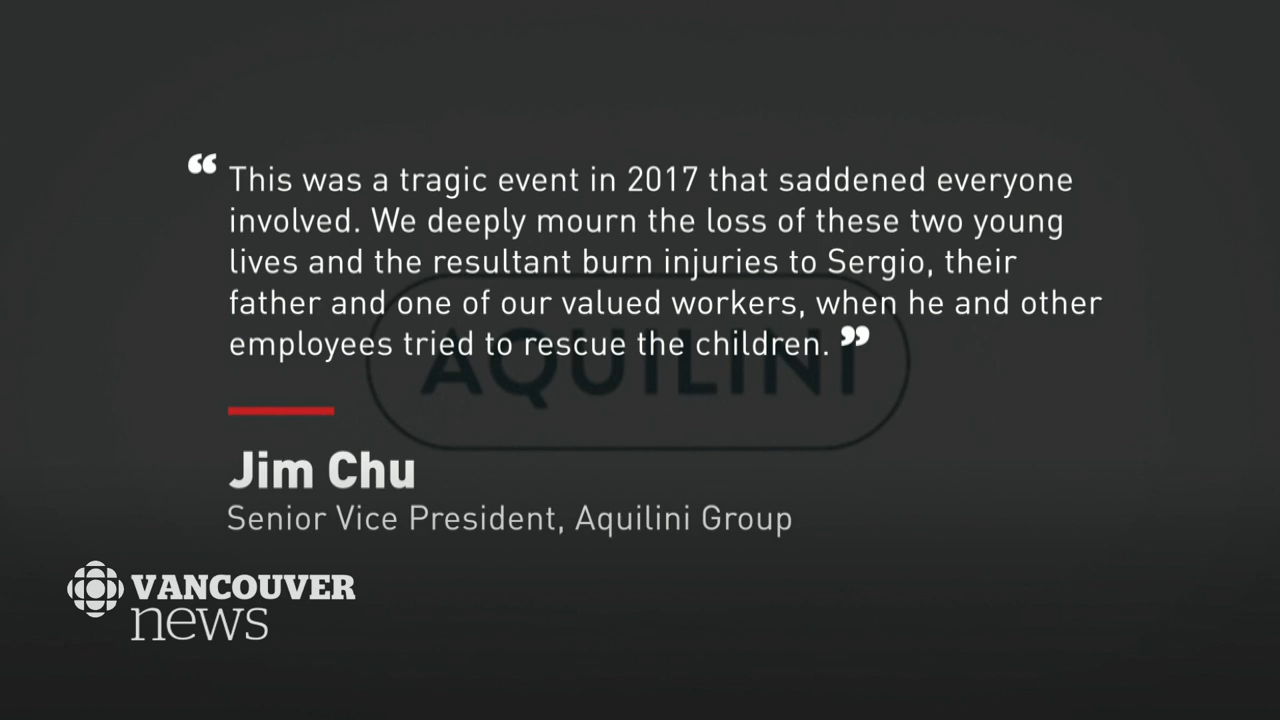 “ This was a tragic event in 2017 that saddened everyone
involved. We deeply mourn the loss of these two young
lives and the resultant burn injuries to Sergio, their
father and one of our valued workers, when he and other
employees tried to rescue the children. ”
AQUILINI
Jim Chu
Senior Vice President, Aquilini Group
VANCOUVER
news